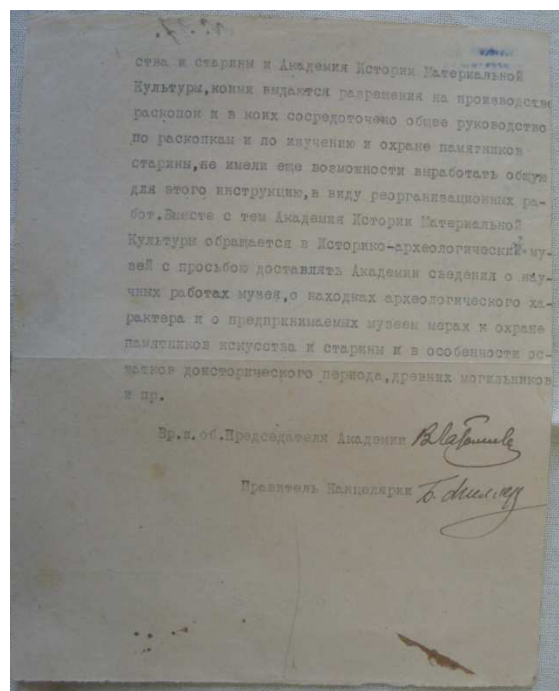 ства и старины и Академия Истории Материальной
Культуры,коим выдаются разрешения на производство
раскопок и в коих сосредоточено общее руководство
по раскопкам и по изучению и охране памятников
старины,не имели еще возможности выработать общую
для этого инструкцию,в виду реорганизационных ра-
бот.Вместе с тем Академия Истории Материальной
Культуры обращается в Историко-археологический му-
зей с просьбою доставлять Академии сведения о нау-
чных работах музея,о находках археологического ха-
рактера и о предпринимаемых музеем мерах к охране
памятников искусства и старины и в особенности ос-
татков доисторического периода,древних могильников
и пр.
Вр.и.об.Председателя Академии
Правитель Канцелярии